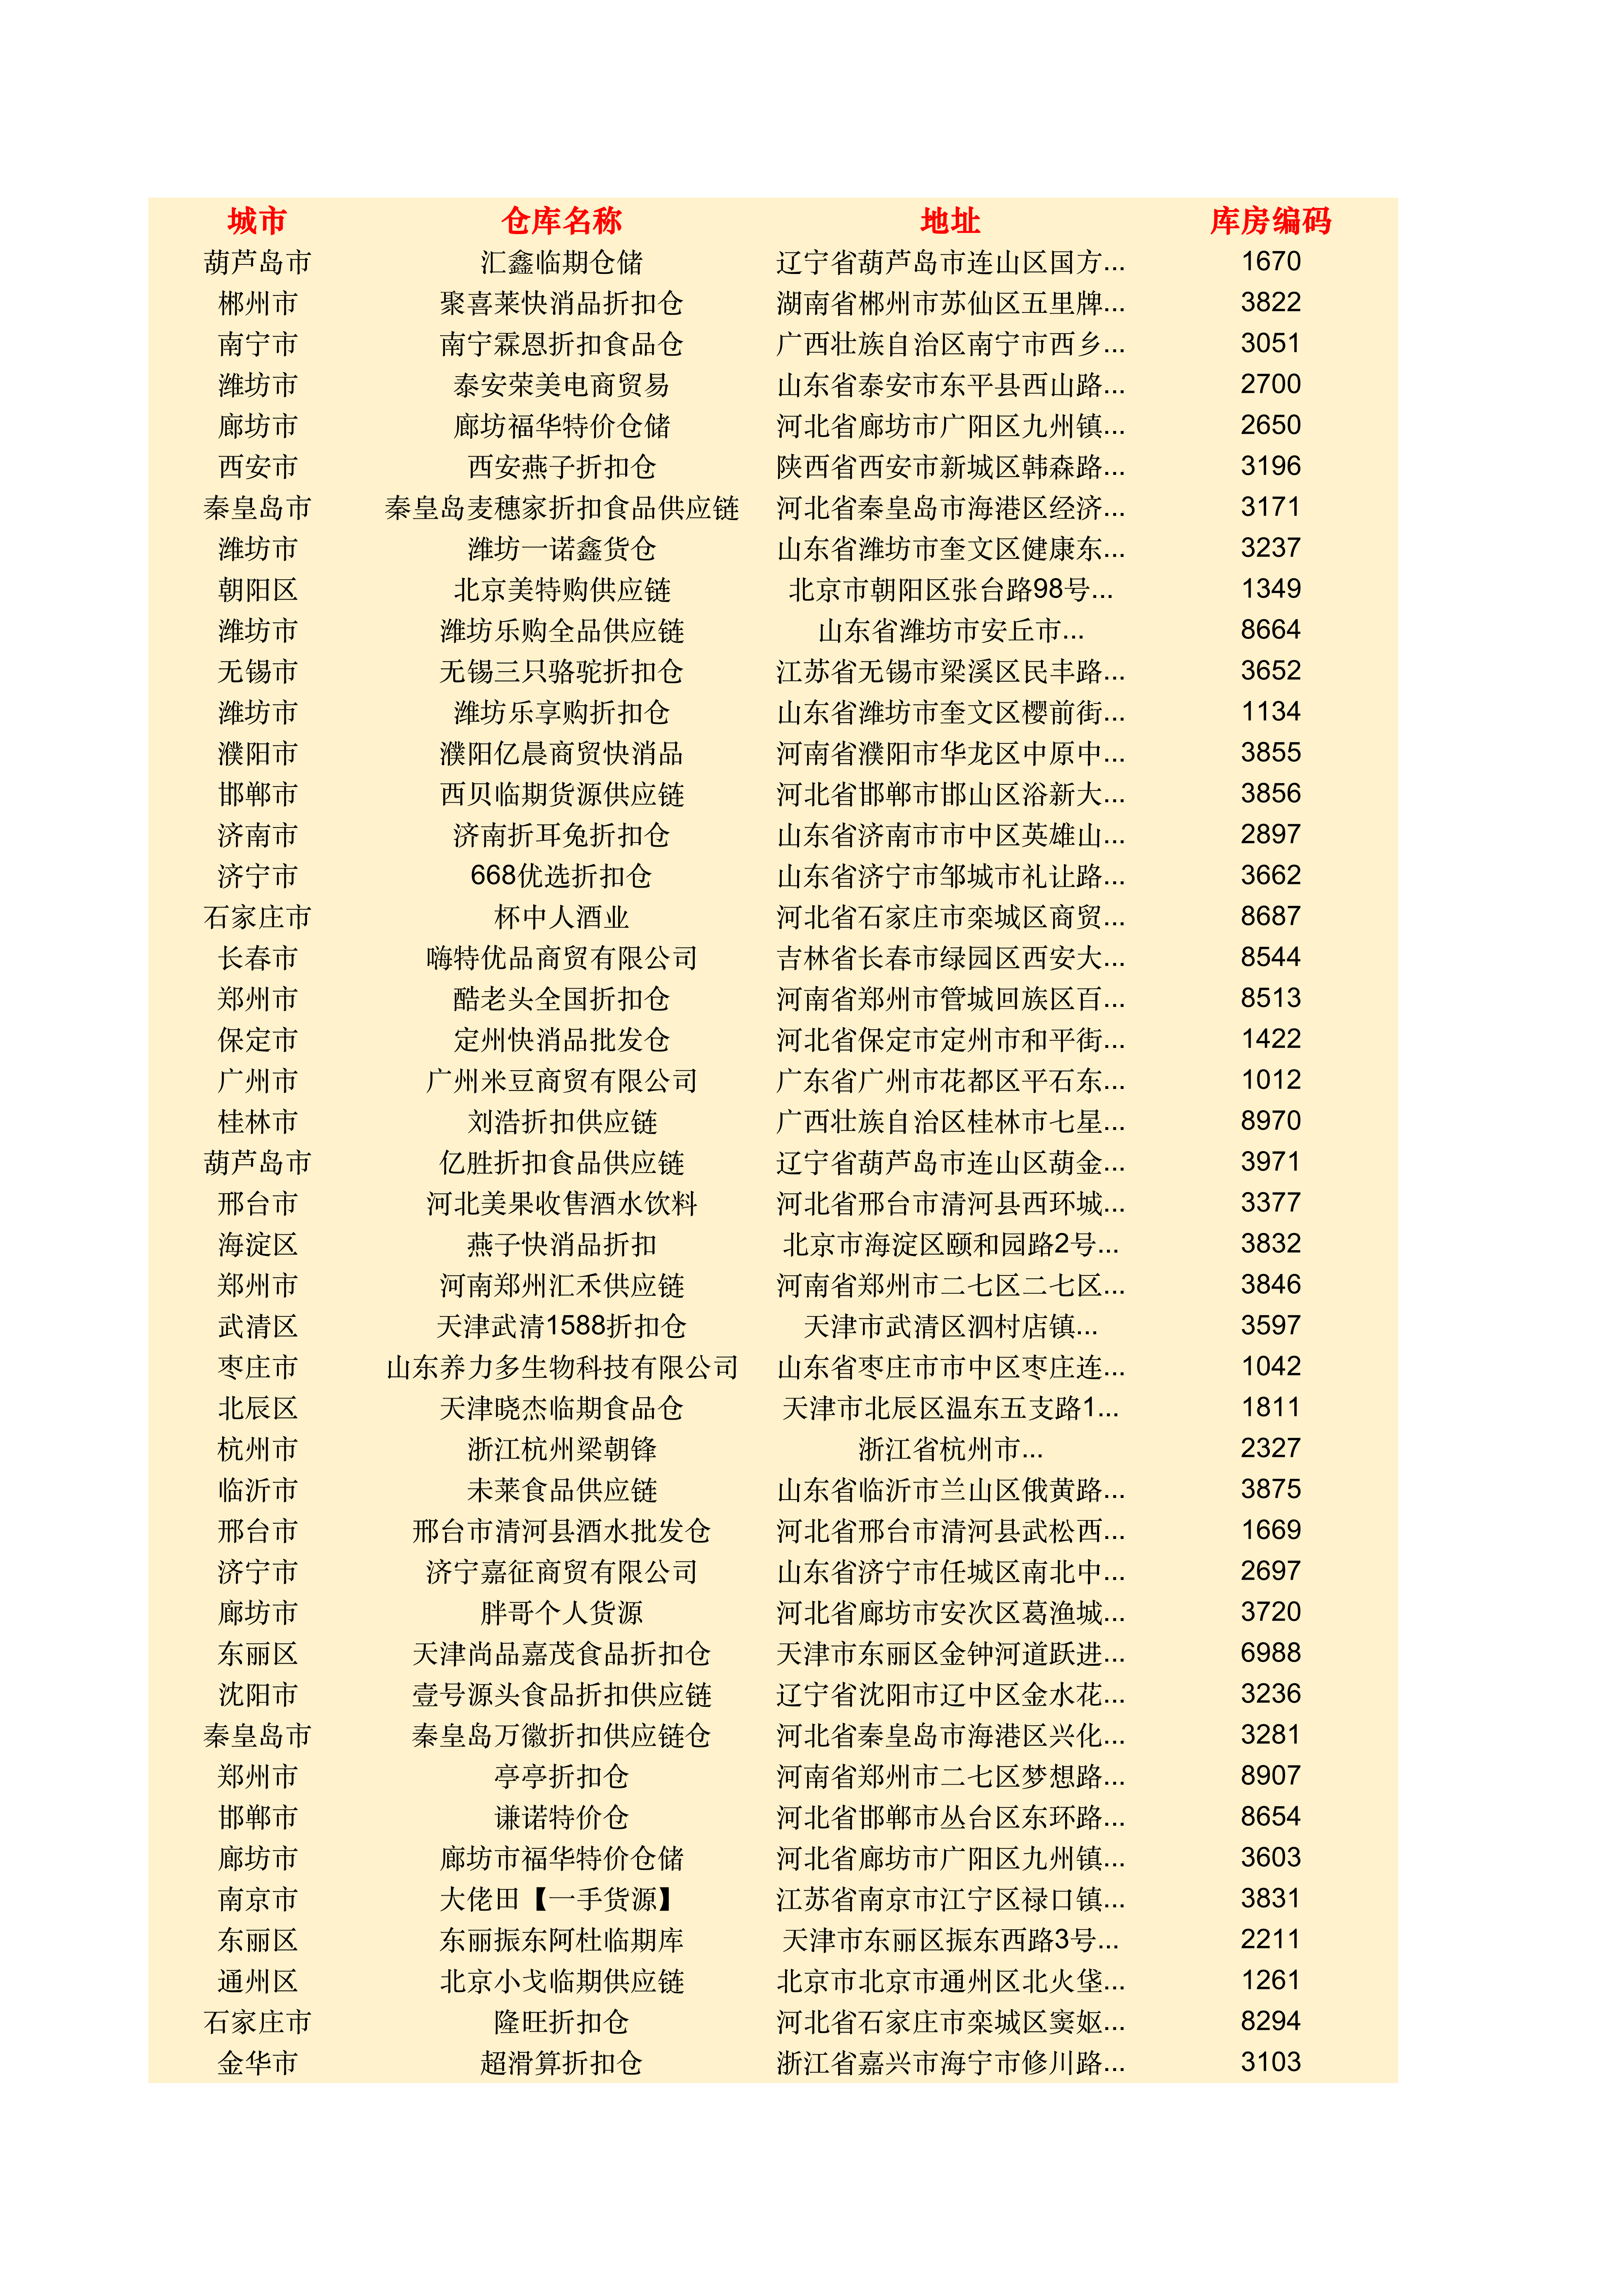 城市 仓库名称 地址 库房编码
葫芦岛市 汇鑫临期仓储 辽宁省葫芦岛市连山区国方... 1670
郴州市 聚喜莱快消品折扣仓 湖南省郴州市苏仙区五里牌... 3822
南宁市 南宁霖恩折扣食品仓 广西壮族自治区南宁市西乡... 3051
潍坊市 泰安荣美电商贸易 山东省泰安市东平县西山路... 2700
廊坊市 廊坊福华特价仓储 河北省廊坊市广阳区九州镇... 2650
西安市 西安燕子折扣仓 陕西省西安市新城区韩森路... 3196
秦皇岛市 秦皇岛麦穗家折扣食品供应链 河北省秦皇岛市海港区经济... 3171
潍坊市 潍坊一诺鑫货仓 山东省潍坊市奎文区健康东... 3237
朝阳区 北京美特购供应链 北京市朝阳区张台路98号... 1349
潍坊市 潍坊乐购全品供应链 山东省潍坊市安丘市... 8664
无锡市 无锡三只骆驼折扣仓 江苏省无锡市梁溪区民丰路... 3652
潍坊市 潍坊乐享购折扣仓 山东省潍坊市奎文区樱前街... 1134
濮阳市 濮阳亿晨商贸快消品 河南省濮阳市华龙区中原中... 3855
邯郸市 西贝临期货源供应链 河北省邯郸市邯山区浴新大... 3856
济南市 济南折耳兔折扣仓 山东省济南市市中区英雄山... 2897
济宁市 668优选折扣仓 山东省济宁市邹城市礼让路... 3662
石家庄市 杯中人酒业 河北省石家庄市栾城区商贸... 8687
长春市 嗨特优品商贸有限公司 吉林省长春市绿园区西安大... 8544
郑州市 酷老头全国折扣仓 河南省郑州市管城回族区百... 8513
保定市 定州快消品批发仓 河北省保定市定州市和平街... 1422
广州市 广州米豆商贸有限公司 广东省广州市花都区平石东... 1012
桂林市 刘浩折扣供应链 广西壮族自治区桂林市七星... 8970
葫芦岛市 亿胜折扣食品供应链 辽宁省葫芦岛市连山区葫金... 3971
邢台市 河北美果收售酒水饮料 河北省邢台市清河县西环城... 3377
海淀区 燕子快消品折扣 北京市海淀区颐和园路2号... 3832
郑州市 河南郑州汇禾供应链 河南省郑州市二七区二七区... 3846
武清区 天津武清1588折扣仓 天津市武清区泗村店镇... 3597
枣庄市 山东养力多生物科技有限公司 山东省枣庄市市中区枣庄连... 1042
北辰区 天津晓杰临期食品仓 天津市北辰区温东五支路1... 1811
杭州市 浙江杭州梁朝锋 浙江省杭州市... 2327
临沂市 未莱食品供应链 山东省临沂市兰山区俄黄路... 3875
邢台市 邢台市清河县酒水批发仓 河北省邢台市清河县武松西... 1669
济宁市 济宁嘉征商贸有限公司 山东省济宁市任城区南北中... 2697
廊坊市 胖哥个人货源 河北省廊坊市安次区葛渔城... 3720
东丽区 天津尚品嘉茂食品折扣仓 天津市东丽区金钟河道跃进... 6988
沈阳市 壹号源头食品折扣供应链 辽宁省沈阳市辽中区金水花... 3236
秦皇岛市 秦皇岛万徽折扣供应链仓 河北省秦皇岛市海港区兴化... 3281
郑州市 亭亭折扣仓 河南省郑州市二七区梦想路... 8907
邯郸市 谦诺特价仓 河北省邯郸市丛台区东环路... 8654
廊坊市 廊坊市福华特价仓储 河北省廊坊市广阳区九州镇... 3603
南京市 大佬田【一手货源】 江苏省南京市江宁区禄口镇... 3831
东丽区 东丽振东阿杜临期库 天津市东丽区振东西路3号... 2211
通州区 北京小戈临期供应链 北京市北京市通州区北火垡... 1261
石家庄市 隆旺折扣仓 河北省石家庄市栾城区窦妪... 8294
金华市 超滑算折扣仓 浙江省嘉兴市海宁市修川路... 3103